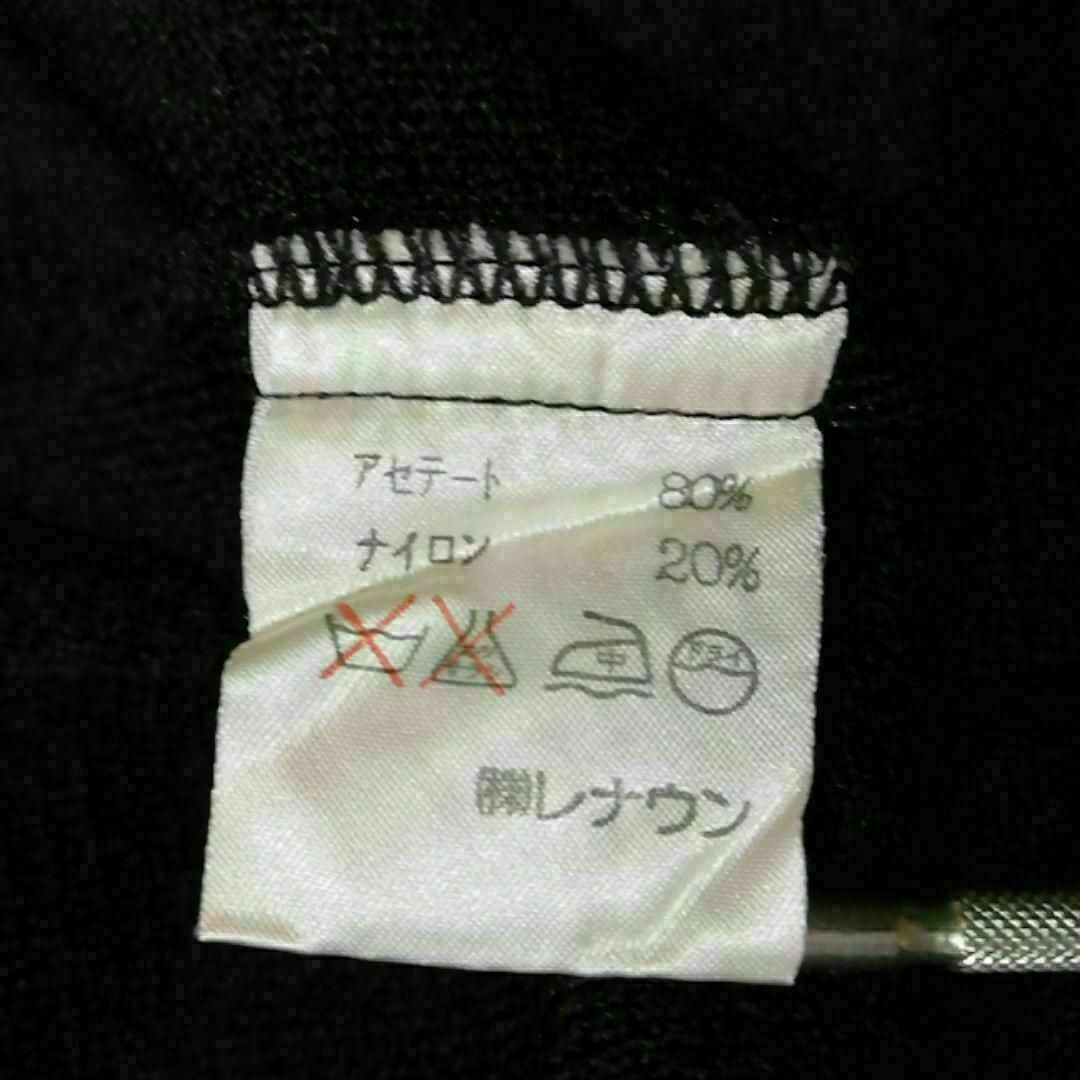 アセテート 80%
ナイロン 20%
中 ドライ
㈱レナウン